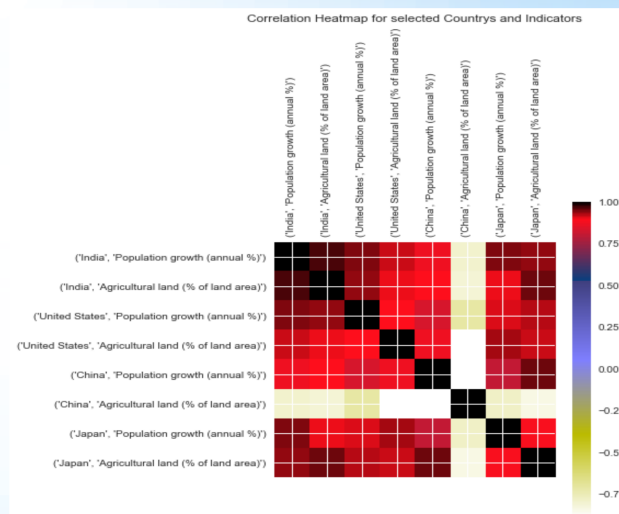 Correlation Heatmap for selected Countrys and Indicators
('India', 'Population growth (annual %)')
('India', 'Agricultural land (% of land area)')
('United States', 'Population growth (annual %)')
('United States', 'Agricultural land (% of land area)')
('China', 'Population growth (annual %)')
('China', 'Agricultural land (% of land area)')
('Japan', 'Population growth (annual %)')
('Japan', 'Agricultural land (% of land area)')
('India', 'Population growth (annual %)')
('India', 'Agricultural land (% of land area)')
('United States', 'Population growth (annual %)')
('United States', 'Agricultural land (% of land area)')
('China', 'Population growth (annual %)')
('China', 'Agricultural land (% of land area)')
('Japan', 'Population growth (annual %)')
('Japan', 'Agricultural land (% of land area)')
1.00
0.75
0.50
0.25
0.00
−0.2
−0.5
−0.7